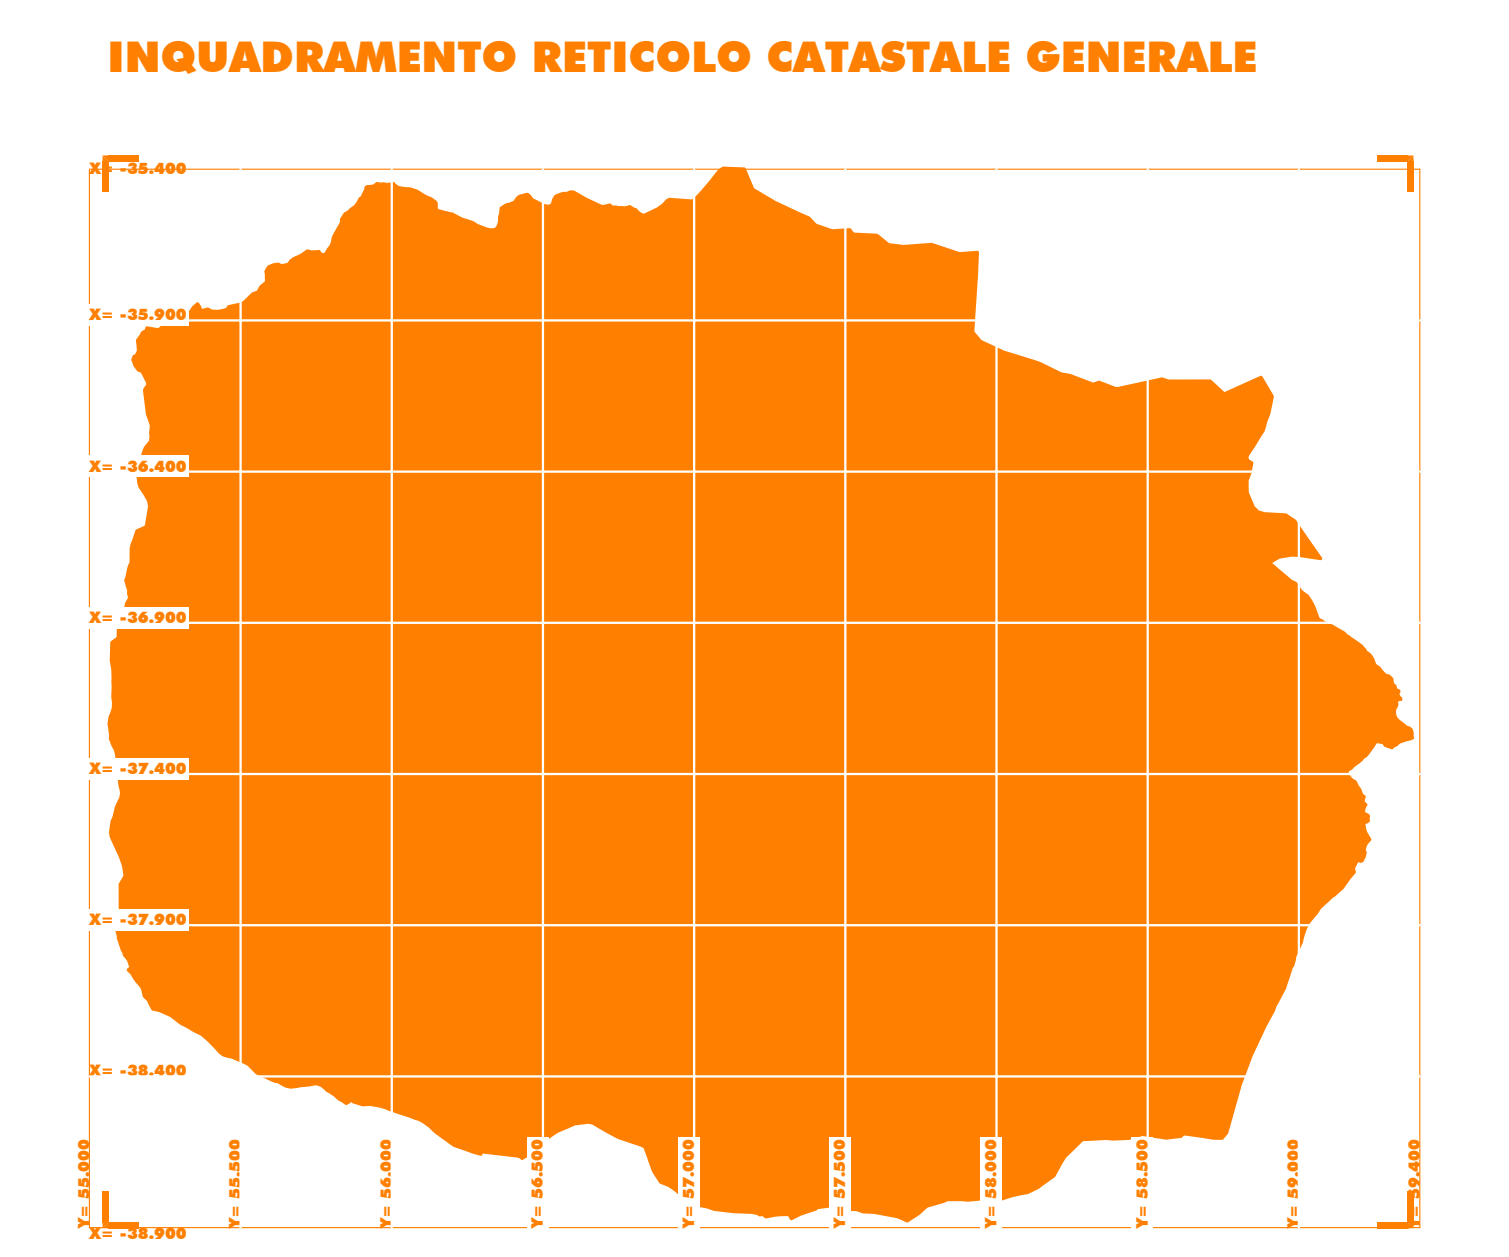 INQUADRAMENTO RETICOLO CATASTALE GENERALE
X= -35.400
X= -35.900
X= -36.400
X= -36.900
X= -37.400
X= -37.900
X= -38.400
X= -38.900
Y= 55.000
Y= 55.500
Y= 56.000
Y= 56.500
Y= 57.000
Y= 57.500
Y= 58.000
Y= 58.500
Y= 59.000
Y= 59.400